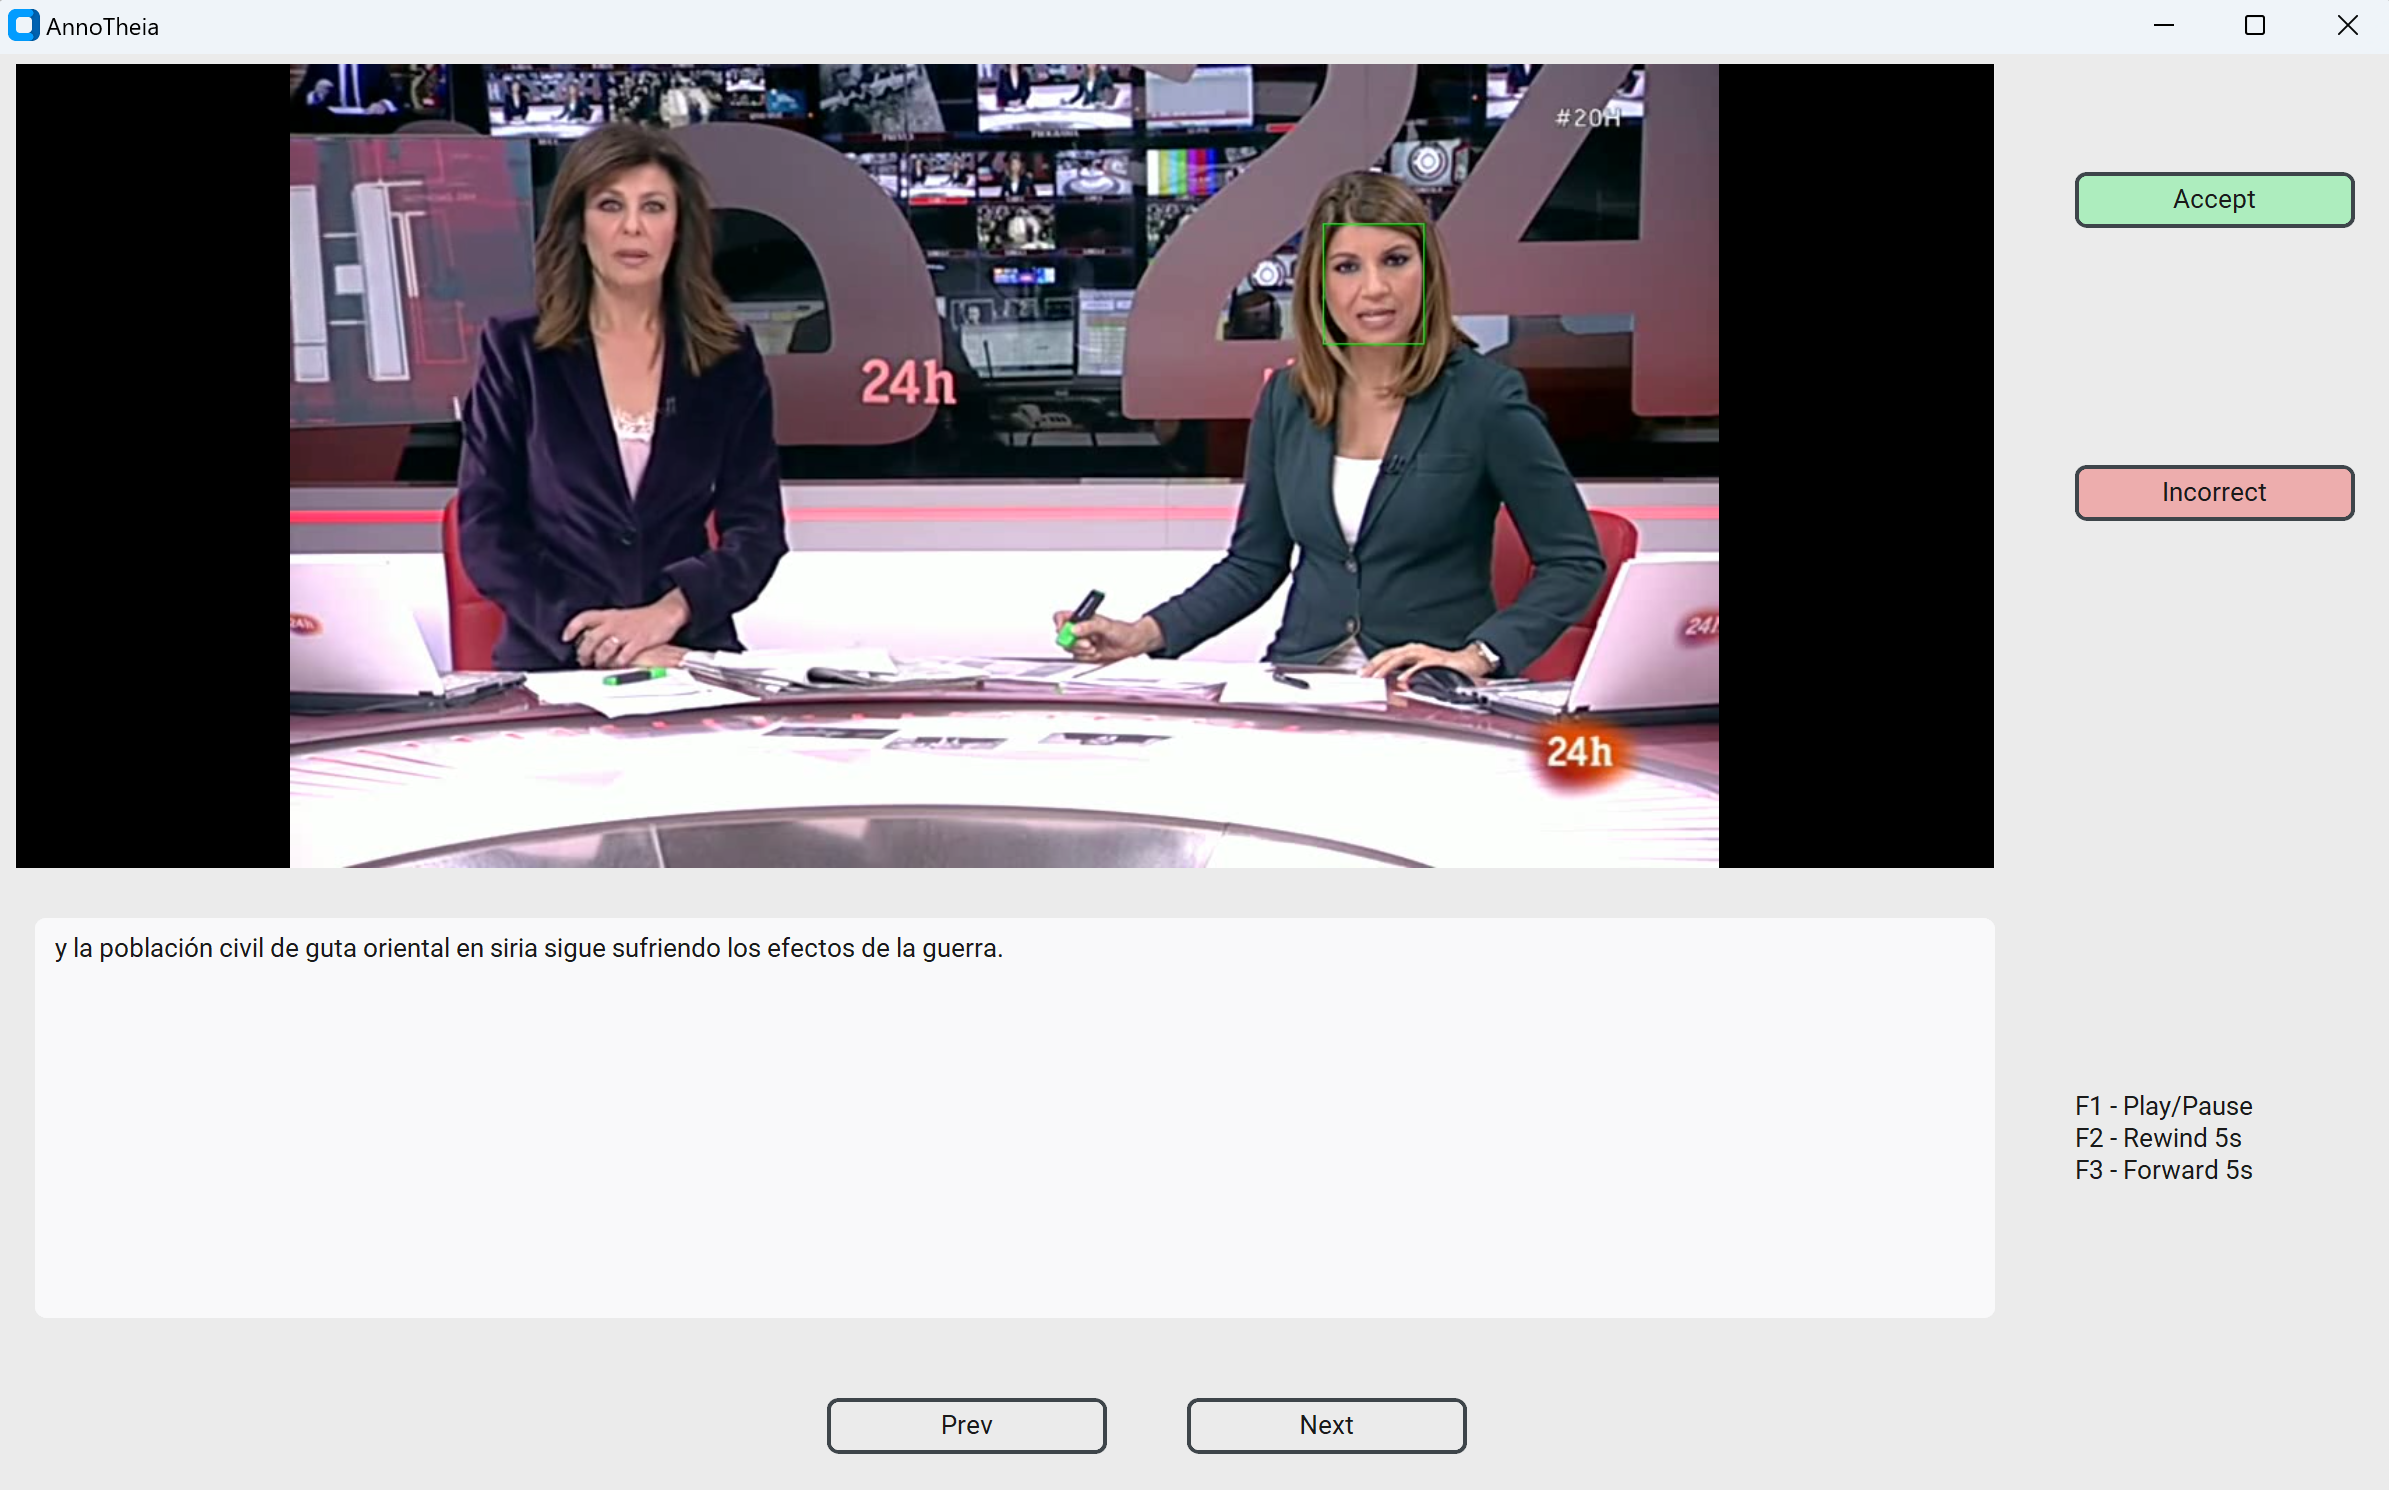 AnnoTheia
#20H
24h
24h
24h
Accept
Incorrect
y la población civil de guta oriental en siria sigue sufriendo los efectos de la guerra.
F1 - Play/Pause
F2 - Rewind 5s
F3 - Forward 5s
Prev
Next